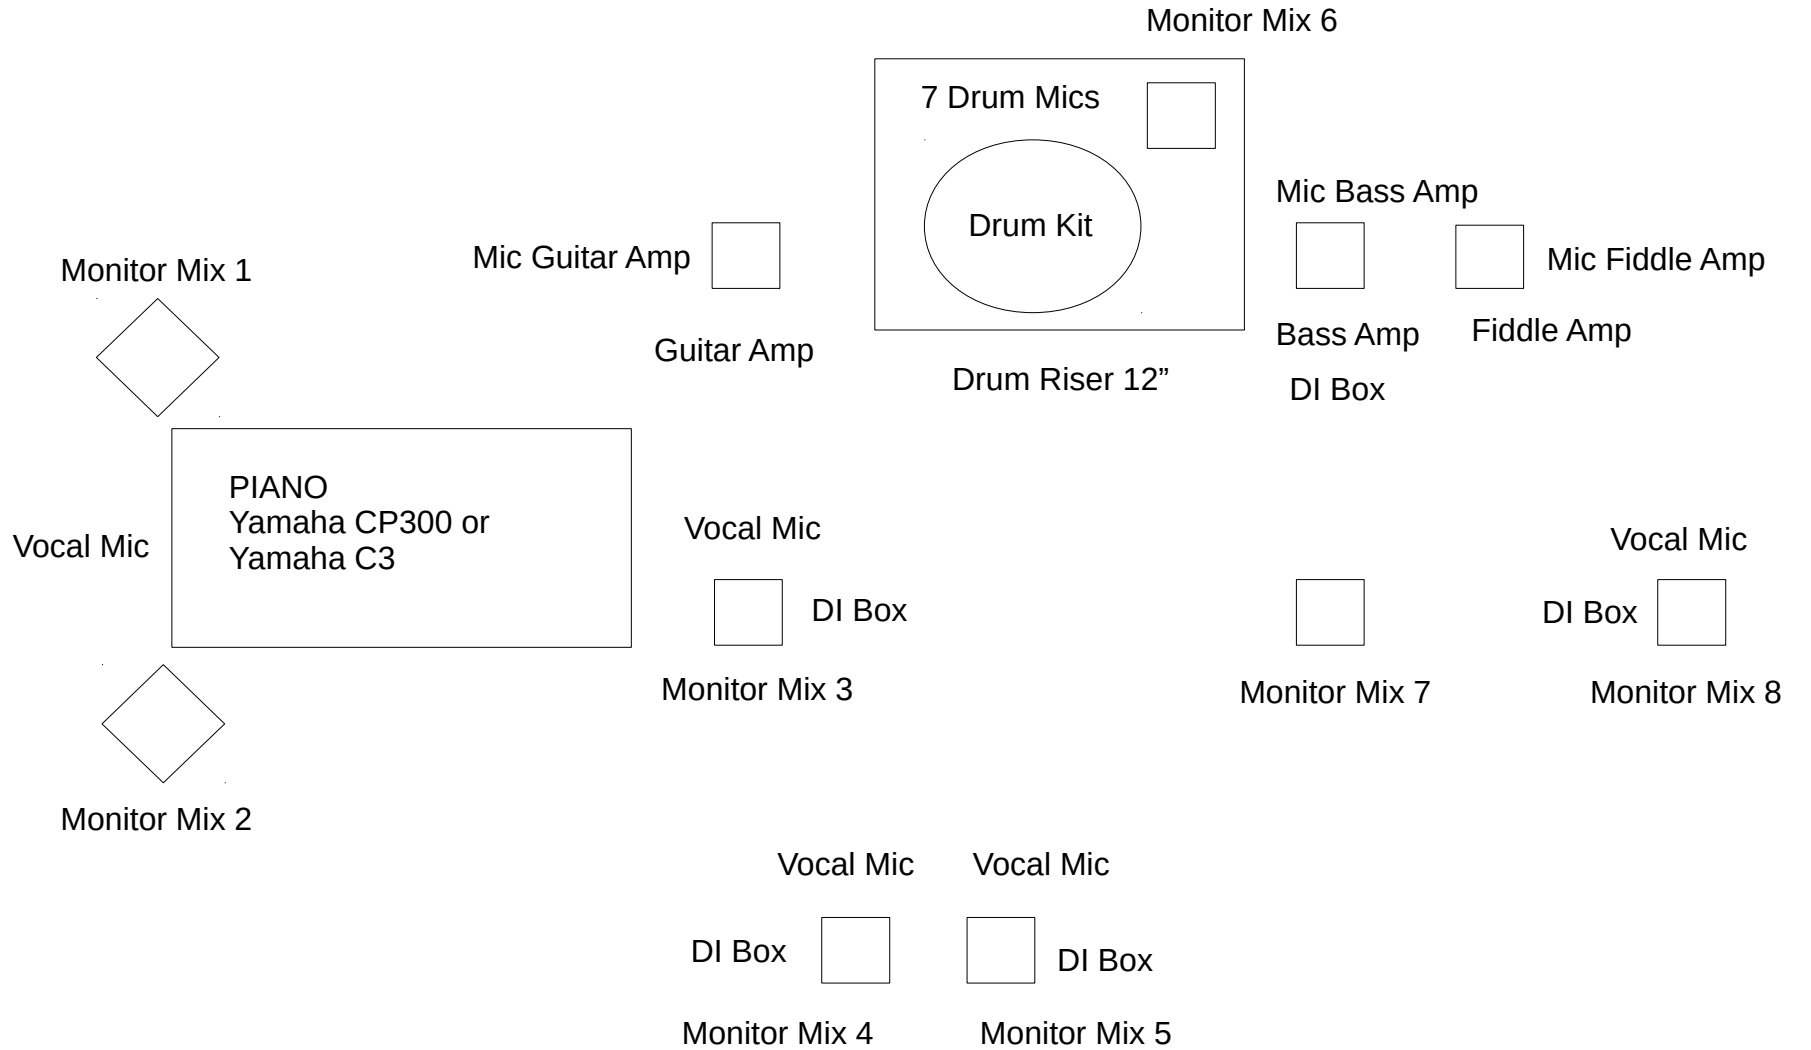 Monitor Mix 6
7 Drum Mics
Drum Kit
Mic Bass Amp
Mic Guitar Amp
Mic Fiddle Amp
Monitor Mix 1
Guitar Amp
Bass Amp
Fiddle Amp
Drum Riser 12”
DI Box
PIANO
Yamaha CP300 or
Yamaha C3
Vocal Mic
Vocal Mic
Vocal Mic
DI Box
DI Box
Monitor Mix 3
Monitor Mix 7
Monitor Mix 8
Monitor Mix 2
Vocal Mic
Vocal Mic
DI Box
DI Box
Monitor Mix 4
Monitor Mix 5